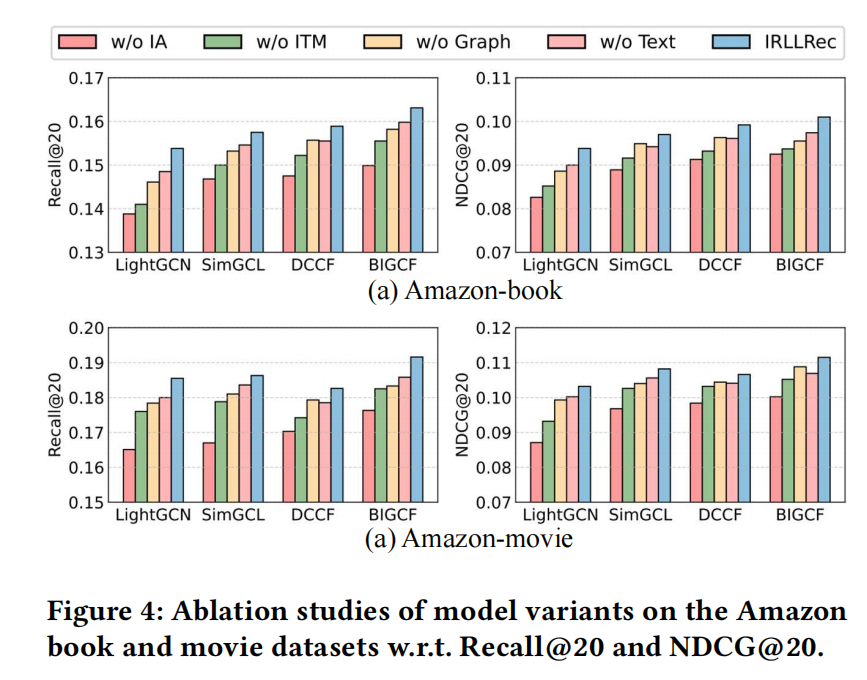 w/o IA w/o ITM w/o Graph w/o Text IRLLRec
0.17
0.16
0.15
0.14
0.13
Recall@20
LightGCN SimGCL DCCF BIGCF
0.11
0.10
0.09
0.08
0.07
NDCG@20
LightGCN SimGCL DCCF BIGCF
(a) Amazon-book
0.20
0.19
0.18
0.17
0.16
0.15
Recall@20
LightGCN SimGCL DCCF BIGCF
0.12
0.11
0.10
0.09
0.08
0.07
NDCG@20
LightGCN SimGCL DCCF BIGCF
(a) Amazon-movie
Figure 4: Ablation studies of model variants on the Amazon
book and movie datasets w.r.t. Recall@20 and NDCG@20.